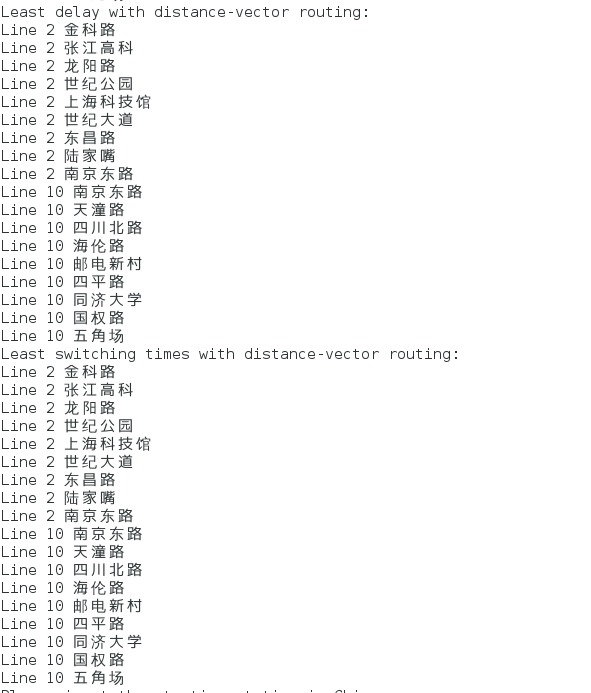 Least delay with distance-vector routing:
Line 2 金科路
Line 2 张江高科
Line 2 龙阳路
Line 2 世纪公园
Line 2 上海科技馆
Line 2 世纪大道
Line 2 东昌路
Line 2 陆家嘴
Line 2 南京东路
Line 10 南京东路
Line 10 天潼路
Line 10 四川北路
Line 10 海伦路
Line 10 邮电新村
Line 10 四平路
Line 10 同济大学
Line 10 国权路
Line 10 五角场
Least switching times with distance-vector routing:
Line 2 金科路
Line 2 张江高科
Line 2 龙阳路
Line 2 世纪公园
Line 2 上海科技馆
Line 2 世纪大道
Line 2 东昌路
Line 2 陆家嘴
Line 2 南京东路
Line 10 南京东路
Line 10 天潼路
Line 10 四川北路
Line 10 海伦路
Line 10 邮电新村
Line 10 四平路
Line 10 同济大学
Line 10 国权路
Line 10 五角场